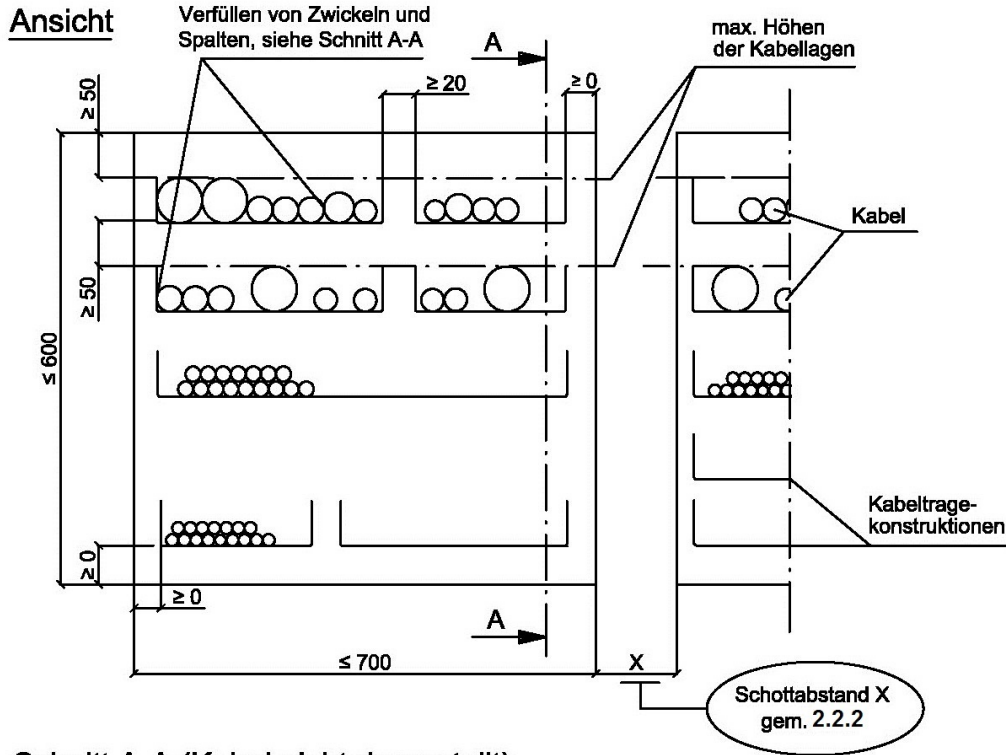 Ansicht
Verfüllen von Zwickeln und
Spalten, siehe Schnitt A-A
A
max. Höhen
der Kabellagen
≥ 50
≥ 20
≥ 0
Kabel
≥ 50
≤ 600
Kabeltrage-
konstruktionen
≥ 0
≥ 0
A
≤ 700
X
Schottabstand X
gem. 2.2.2